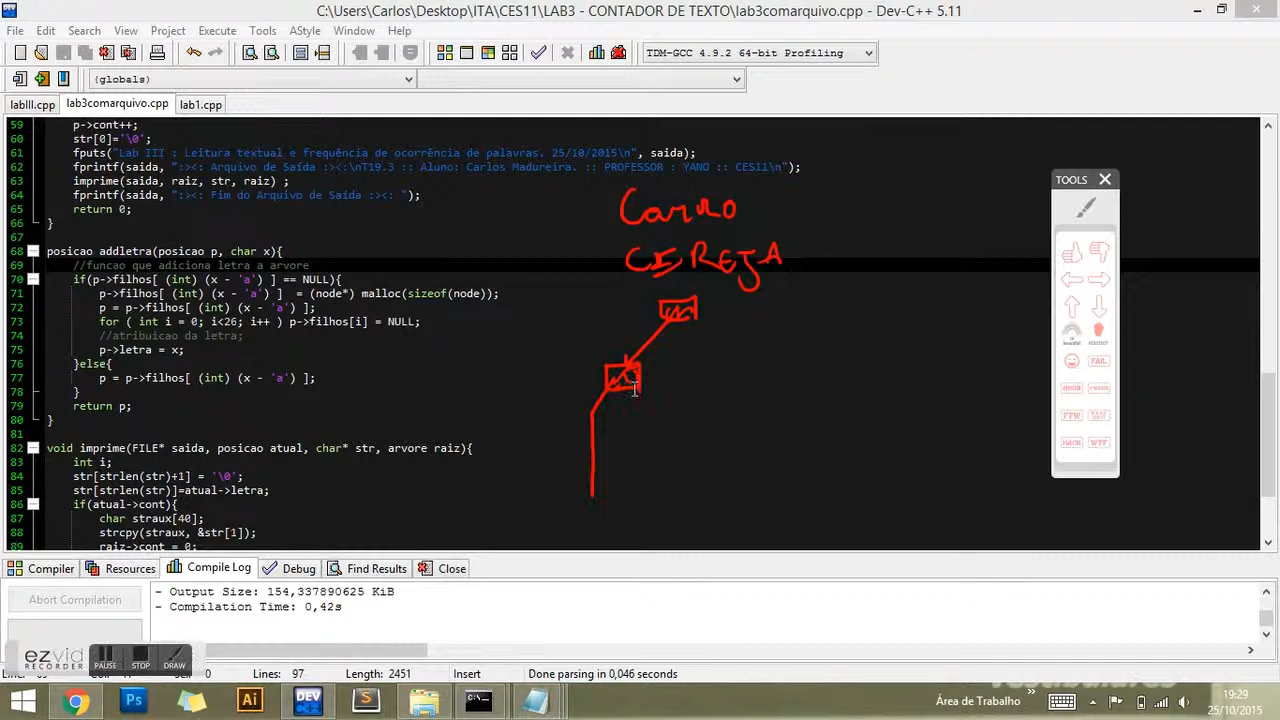 C:\Users\Carlos\Desktop\ITA\CES11\LAB3 - CONTADOR DE TEXTO\lab3comarquivo.cpp - Dev-C++ 5.11
File Edit Search View Project Execute Tools AStyle Window Help
TDM-GCC 4.9.2 64-bit Profiling
(globals)
labIII.cpp lab3comarquivo.cpp lab1.cpp
59 p->cont++;
60 str[0]='\0';
61 fputs("Lab III : Leitura textual e frequência de ocorrência de palavras. 25/10/2015\n", saida);
62 fprintf(saida, ":><: Arquivo de Saída :><:\nT19.3 :: Aluno: Carlos Madureira. :: PROFESSOR : YANO :: CES11\n");
63 imprime(saida, raiz, str, raiz) ;
64 fprintf(saida, ":><: Fim do Arquivo de Saída :><: ");
65 return 0;
66 }
67
68 posicao addletra(posicao p, char x){
69 //funcao que adiciona letra a arvore
70 if(p->filhos[ (int) (x - 'a') ] == NULL){
71 p->filhos[ (int) (x - 'a') ] = (node*) malloc(sizeof(node));
72 p = p->filhos[ (int) (x - 'a') ];
73 for ( int i = 0; i<26; i++ ) p->filhos[i] = NULL;
74 //atribuicao da letra;
75 p->letra = x;
76 }else{
77 p = p->filhos[ (int) (x - 'a') ];
78 }
79 return p;
80 }
81
82 void imprime(FILE* saida, posicao atual, char* str, arvore raiz){
83 int i;
84 str[strlen(str)+1] = '\0';
85 str[strlen(str)]=atual->letra;
86 if(atual->cont){
87 char straux[40];
88 strcpy(straux, &str[1]);
89 raiz->cont = 0;
Carro
CEREJA
TOOLS
FAIL
NOOB
FTW
HACK WTF
Compiler Resources Compile Log Debug Find Results Close
Abort Compilation
- Output Size: 154,337890625 KiB
- Compilation Time: 0,42s
ezvid
RECORDER
PAUSE STOP DRAW
Lines: 97 Length: 2451 Insert Done parsing in 0,046 seconds
Ps Ai DEV S
Área de Trabalho
19:29
25/10/2015